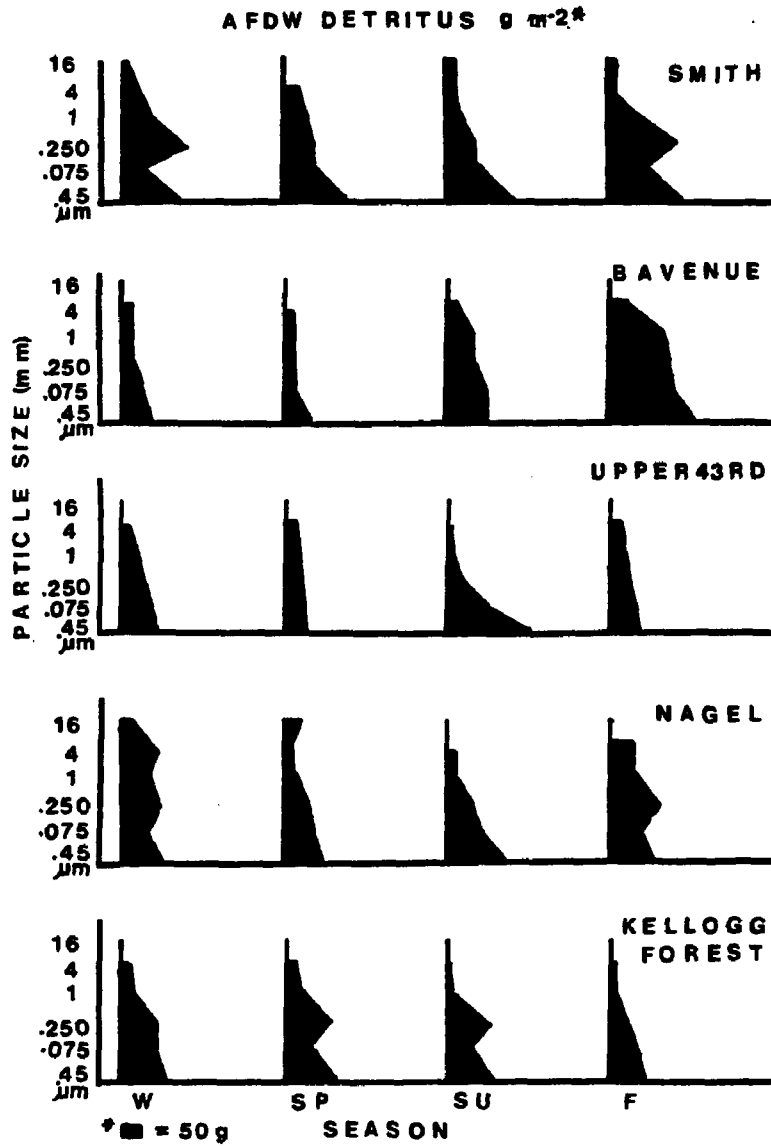 AFDW DETRITUS g m-2*
SMITH
16
4
1
.250
.075
.45
µm
B AVENUE
16
4
1
.250
.075
.45
µm
UPPER 43RD
16
4
1
.250
.075
.45
µm
NAGEL
16
4
1
.250
.075
.45
µm
KELLOGG
FOREST
16
4
1
.250
.075
.45
µm
PARTICLE SIZE (mm)
W SP SU F
* = 50 g SEASON